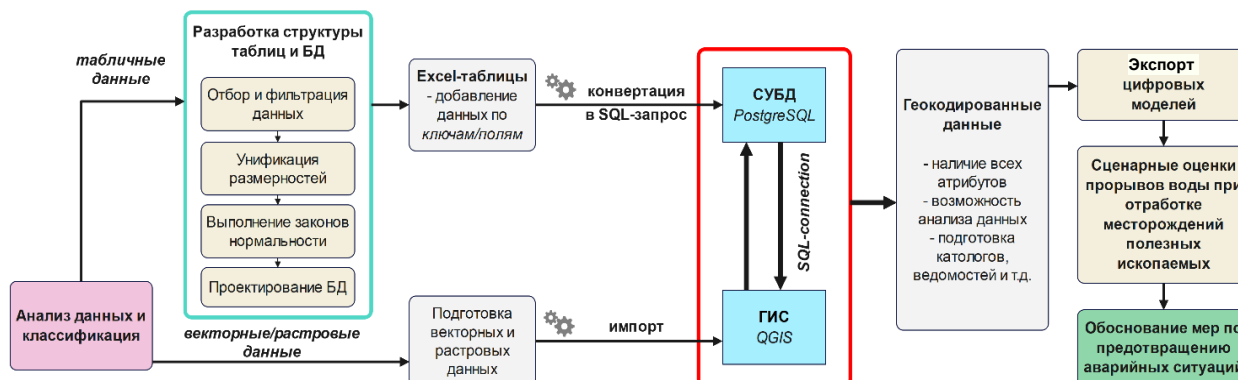 табличные
данные
Разработка структуры
таблиц и БД
Отбор и фильтрация
данных
Унификация
размерностей
Выполнение законов
нормальности
Проектирование БД
Анализ данных и
классификация
векторные/растровые
данные
Excel-таблицы
- добавление
данных по
ключам/полям
конвертация
в SQL-запрос
Подготовка
векторных и
растровых
данных
импорт
СУБД
PostgreSQL
SQL-connection
ГИС
QGIS
Геокодированные
данные
- наличие всех
атрибутов
- возможность
анализа данных
- подготовка
катологов,
ведомостей и т.д.
Экспорт
цифровых
моделей
Сценарные оценки
прорывов воды при
отработке
месторождений
полезных
ископаемых
Обоснование мер по
предотвращению
аварийных ситуаций